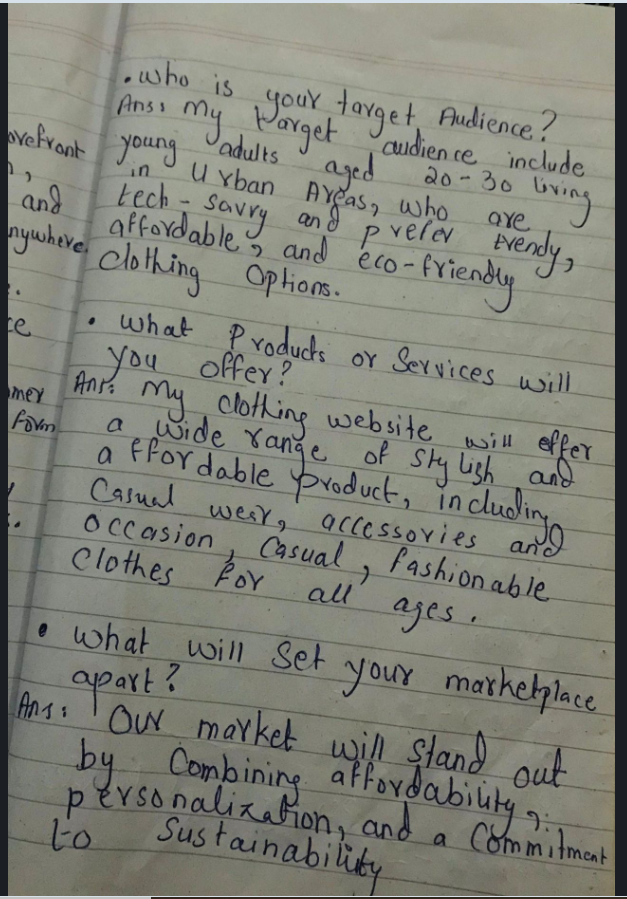 • Who is your target Audience?
Ans: My target audience include
young adults aged 20-30 living
in Urban Areas, who are
tech-savvy and prefer trendy,
affordable, and eco-friendly
Clothing Options.
• What Products or Services will
you offer?
Ans: My clothing website will offer
a wide range of stylish and
affordable product, including
Casual wear, accessories and
occasion, Casual, fashionable
Clothes for all ages.
• What will Set your marketplace
apart?
Ans: Our market will stand out
by Combining affordability,
personalization, and a Commitment
to Sustainability
and
nywhere.
ce
mer
form